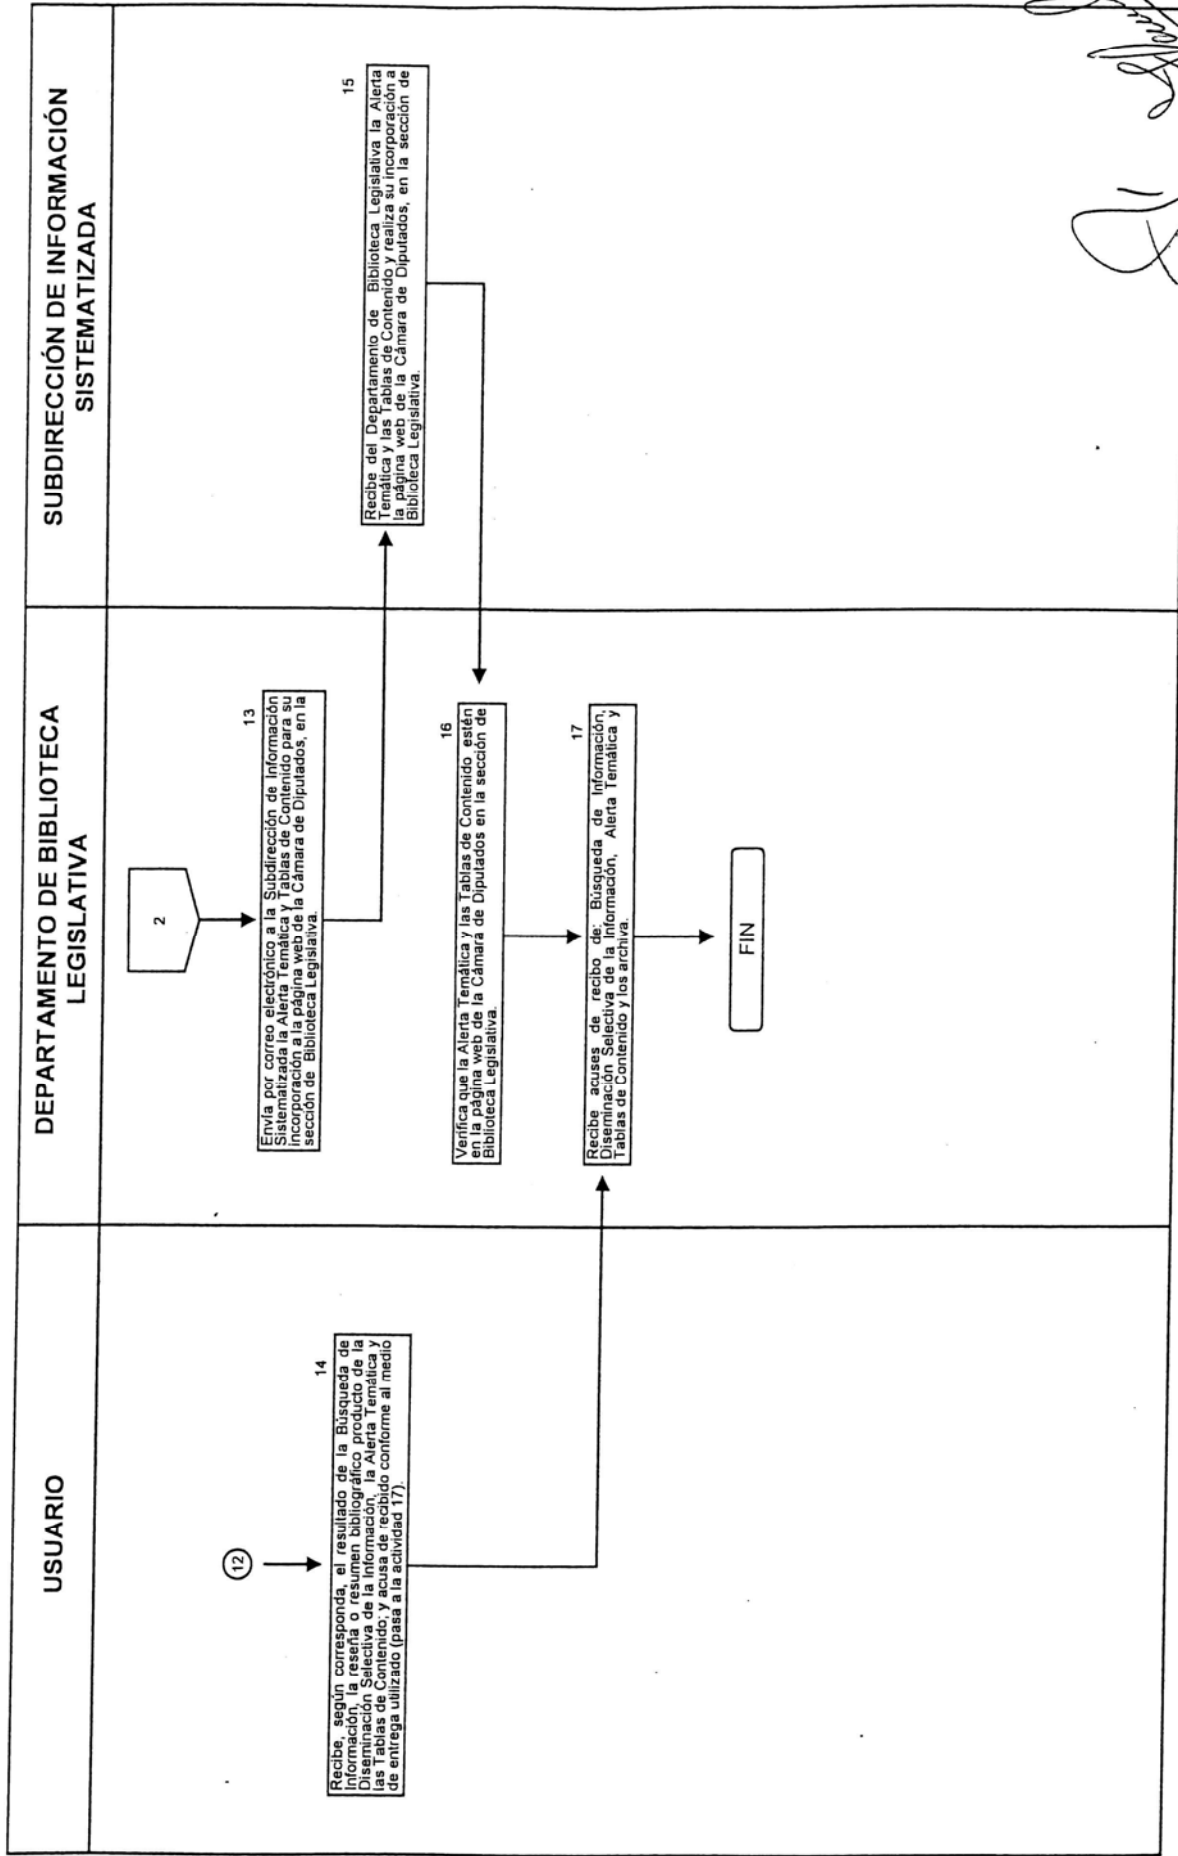 USUARIO
DEPARTAMENTO DE BIBLIOTECA
LEGISLATIVA
SUBDIRECCIÓN DE INFORMACIÓN
SISTEMATIZADA
2
13
Envía por correo electrónico a la Subdirección de Información
Sistematizada la Alerta Temática y Tablas de Contenido para su
incorporación a la página web de la Cámara de Diputados, en la
sección de Biblioteca Legislativa.
12
14
Recibe, según corresponda, el resultado de la Búsqueda de
Información, la reseña o resumen bibliográfico producto de la
Diseminación Selectiva de la Información, la Alerta Temática y
las Tablas de Contenido; y acusa de recibido conforme al medio
de entrega utilizado (pasa a la actividad 17).
15
Recibe del Departamento de Biblioteca Legislativa la Alerta
Temática y las Tablas de Contenido y realiza su incorporación a
la página web de la Cámara de Diputados, en la sección de
Biblioteca Legislativa.
16
Verifica que la Alerta Temática y las Tablas de Contenido estén
en la página web de la Cámara de Diputados en la sección de
Biblioteca Legislativa.
17
Recibe acuses de recibo de: Búsqueda de Información,
Diseminación Selectiva de la Información, Alerta Temática y
Tablas de Contenido y los archiva.
FIN